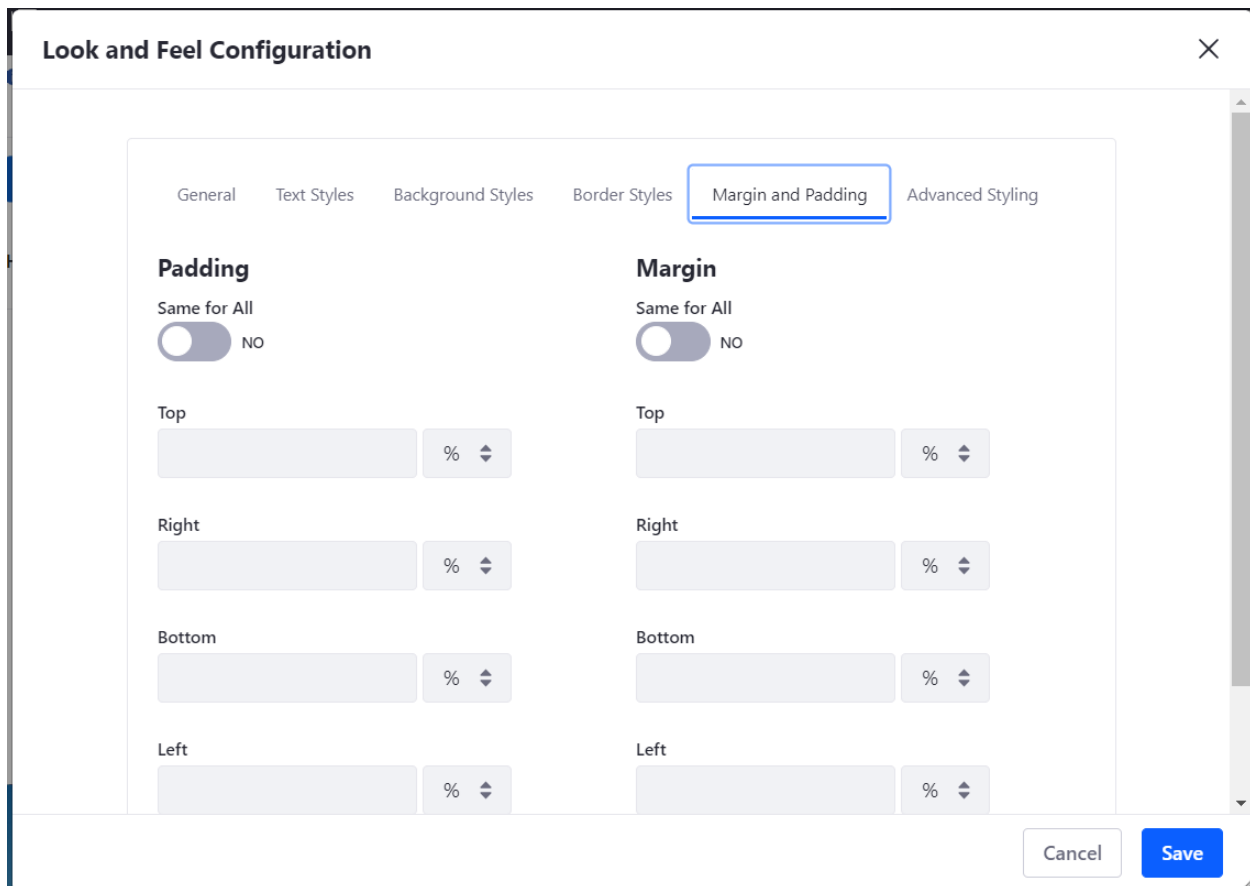 Look and Feel Configuration
General Text Styles Background Styles Border Styles Margin and Padding Advanced Styling
Padding Margin
Same for All Same for All
NO NO
Top Top
% %
Right Right
% %
Bottom Bottom
% %
Left Left
% %
Cancel Save